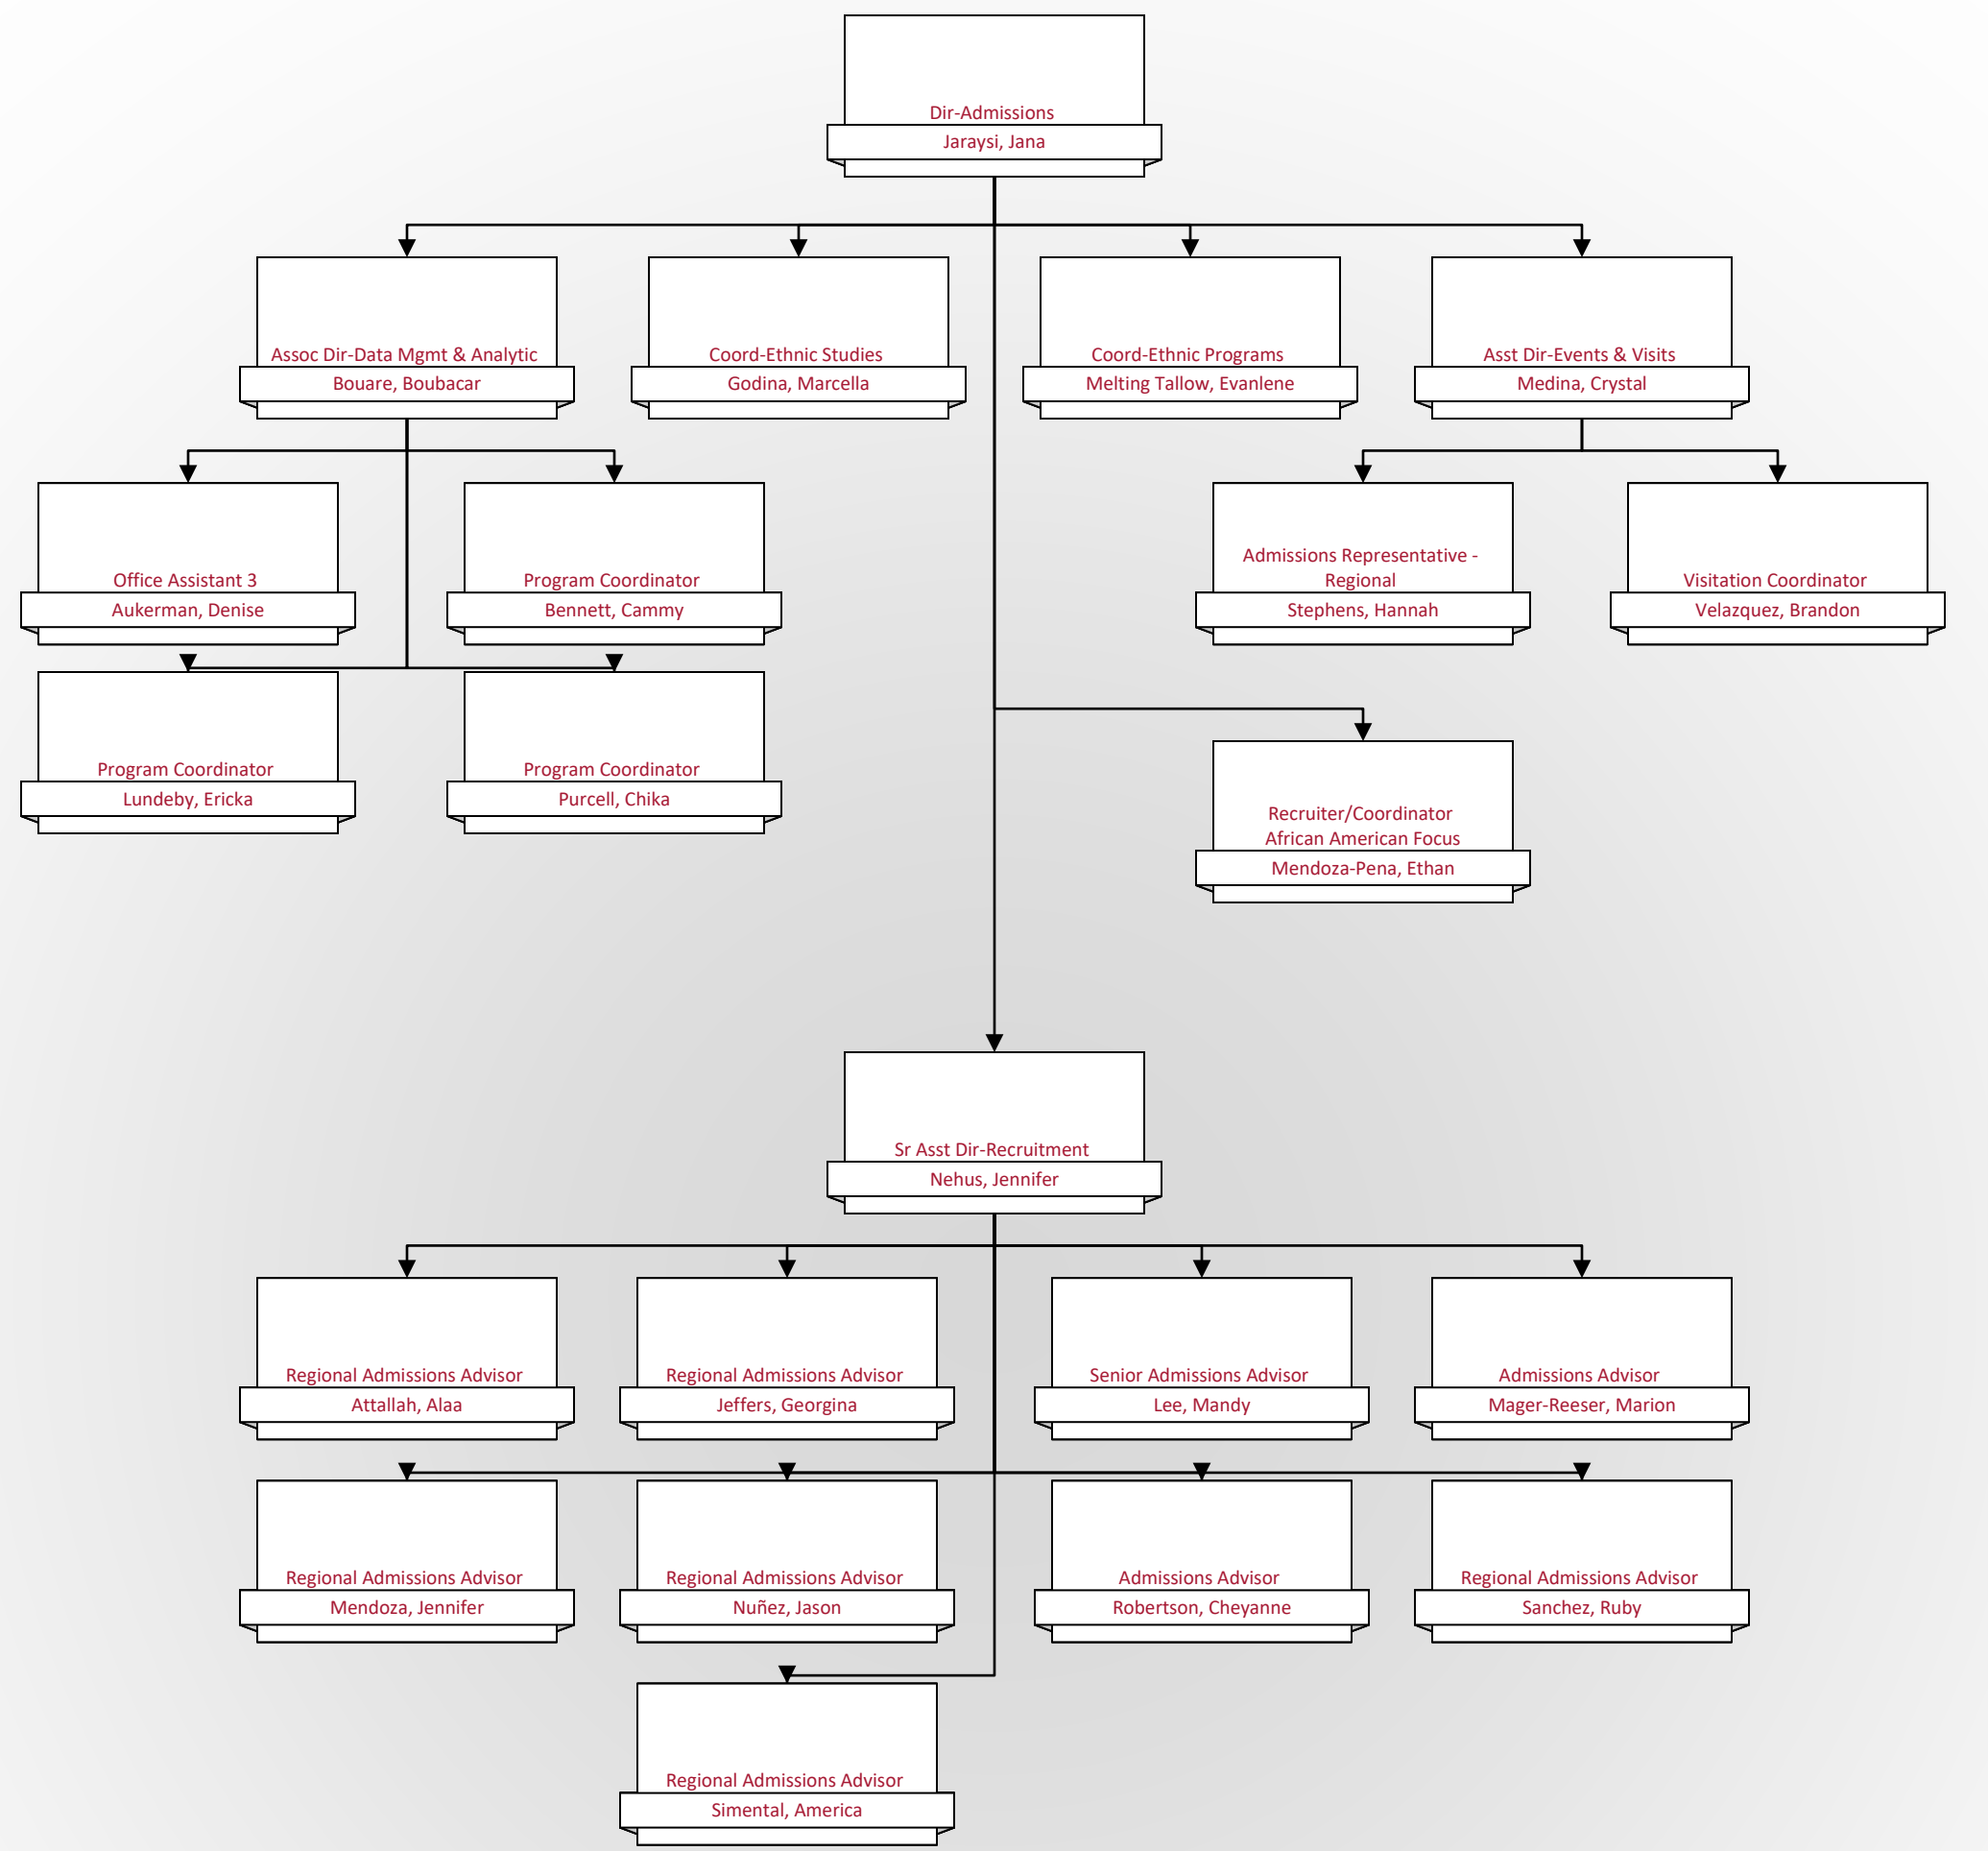 Dir-Admissions
Jaraysi, Jana
Assoc Dir-Data Mgmt & Analytic
Bouare, Boubacar
Coord-Ethnic Studies
Godina, Marcella
Coord-Ethnic Programs
Melting Tallow, Evanlene
Asst Dir-Events & Visits
Medina, Crystal
Office Assistant 3
Aukerman, Denise
Program Coordinator
Bennett, Cammy
Admissions Representative -
Regional
Stephens, Hannah
Visitation Coordinator
Velazquez, Brandon
Program Coordinator
Lundeby, Ericka
Program Coordinator
Purcell, Chika
Recruiter/Coordinator
African American Focus
Mendoza-Pena, Ethan
Sr Asst Dir-Recruitment
Nehus, Jennifer
Regional Admissions Advisor
Attallah, Alaa
Regional Admissions Advisor
Jeffers, Georgina
Senior Admissions Advisor
Lee, Mandy
Admissions Advisor
Mager-Reeser, Marion
Regional Admissions Advisor
Mendoza, Jennifer
Regional Admissions Advisor
Nuñez, Jason
Admissions Advisor
Robertson, Cheyanne
Regional Admissions Advisor
Sanchez, Ruby
Regional Admissions Advisor
Simental, America